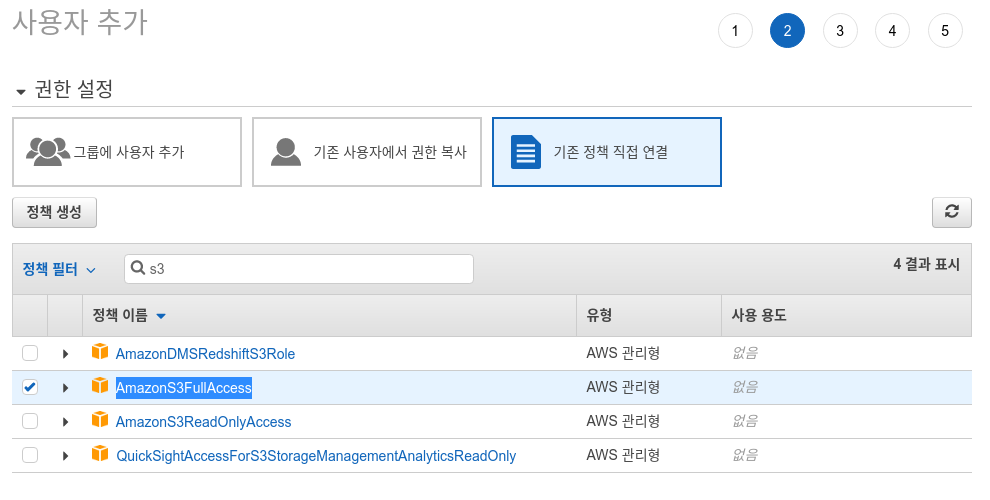 사용자 추가
1 2 3 4 5
권한 설정
그룹에 사용자 추가 기존 사용자에서 권한 복사 기존 정책 직접 연결
정책 생성
정책 필터 s3 4 결과 표시
정책 이름 유형 사용 용도
AmazonDMSRedshiftS3Role AWS 관리형 없음
AmazonS3FullAccess AWS 관리형 없음
AmazonS3ReadOnlyAccess AWS 관리형 없음
QuickSightAccessForS3StorageManagementAnalyticsReadOnly AWS 관리형 없음